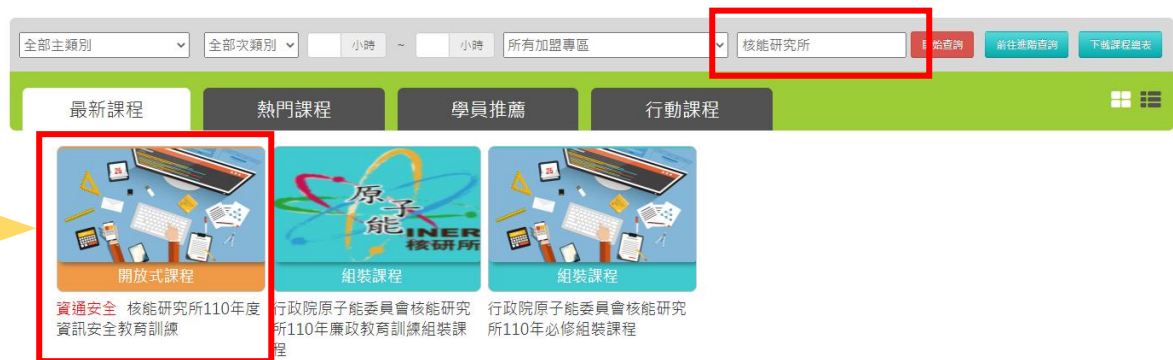 全部主類別 全部次類別 小時 ~ 小時 所有加盟專區 核能研究所 開始查詢 前往進階查詢 下載課程總表
最新課程 熱門課程 學員推薦 行動課程
原子能
INER
核研所
開放式課程 組裝課程 組裝課程
資通安全 核能研究所110年度
資訊安全教育訓練
行政院原子能委員會核能研究
所110年廉政教育訓練組裝課
程
行政院原子能委員會核能研究
所110年必修組裝課程